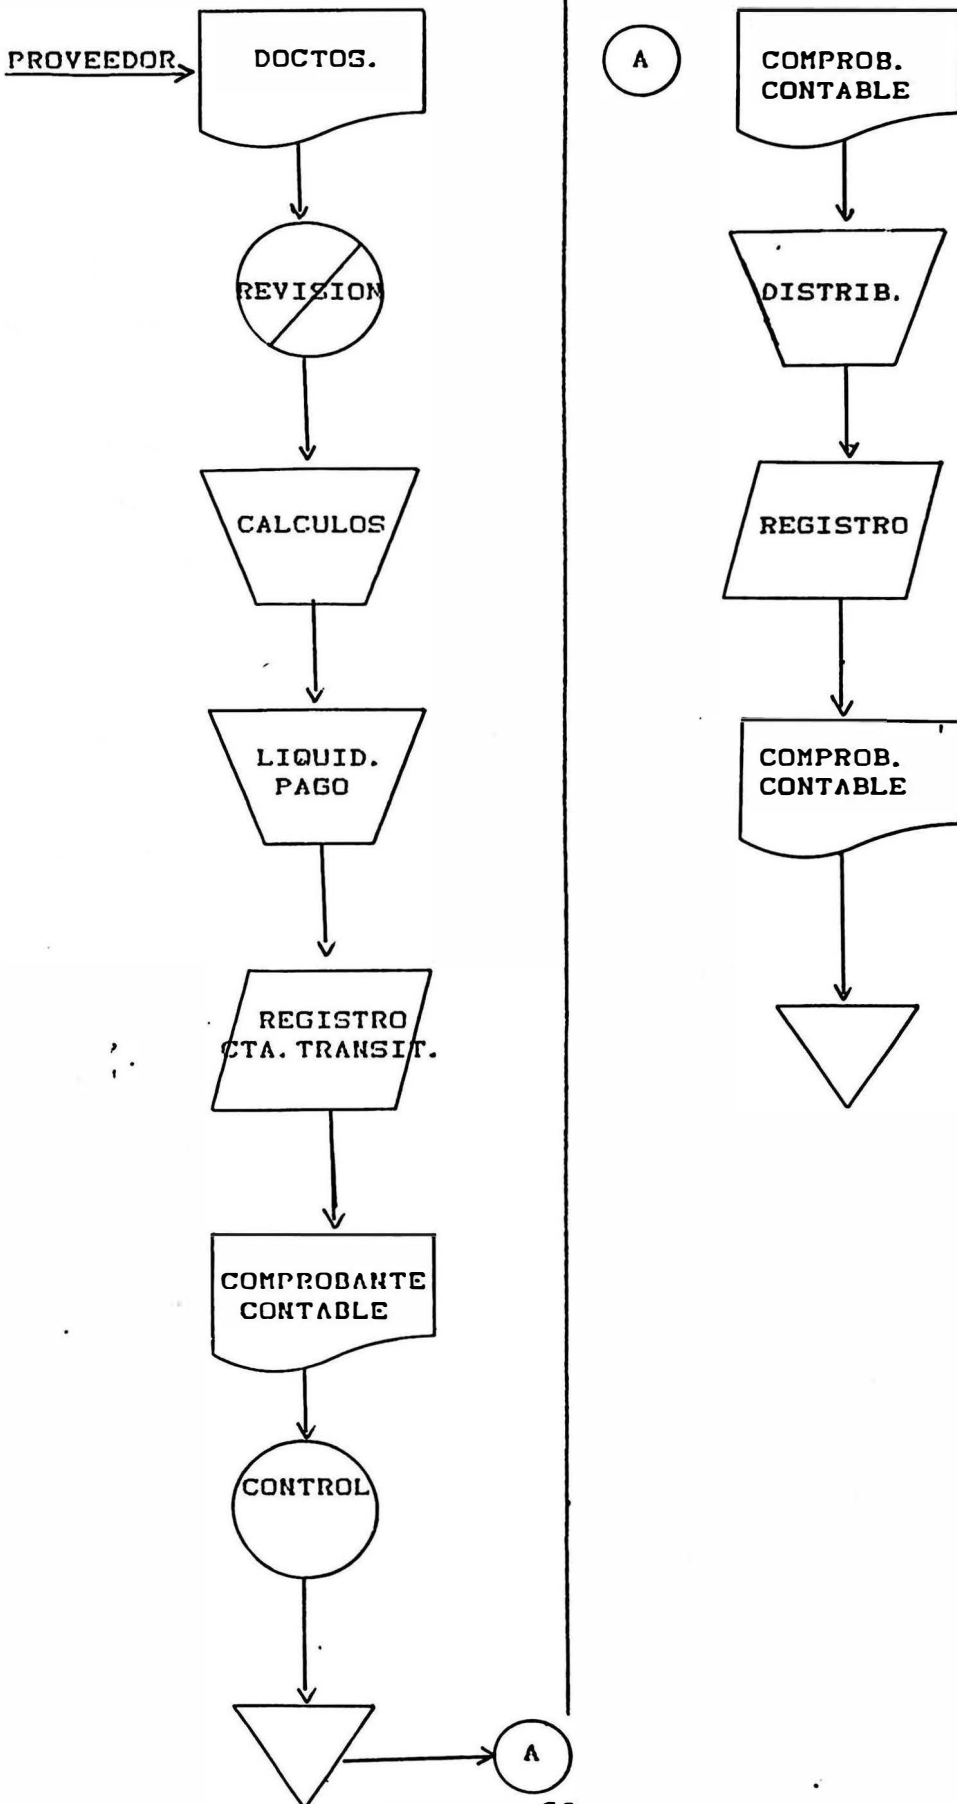 PROVEEDOR
DOCTOS.
REVISION
CALCULOS
LIQUID.
PAGO
REGISTRO
CTA. TRANSIT.
COMPROBANTE
CONTABLE
CONTROL
A
A
COMPROB.
CONTABLE
DISTRIB.
REGISTRO
COMPROB.
CONTABLE